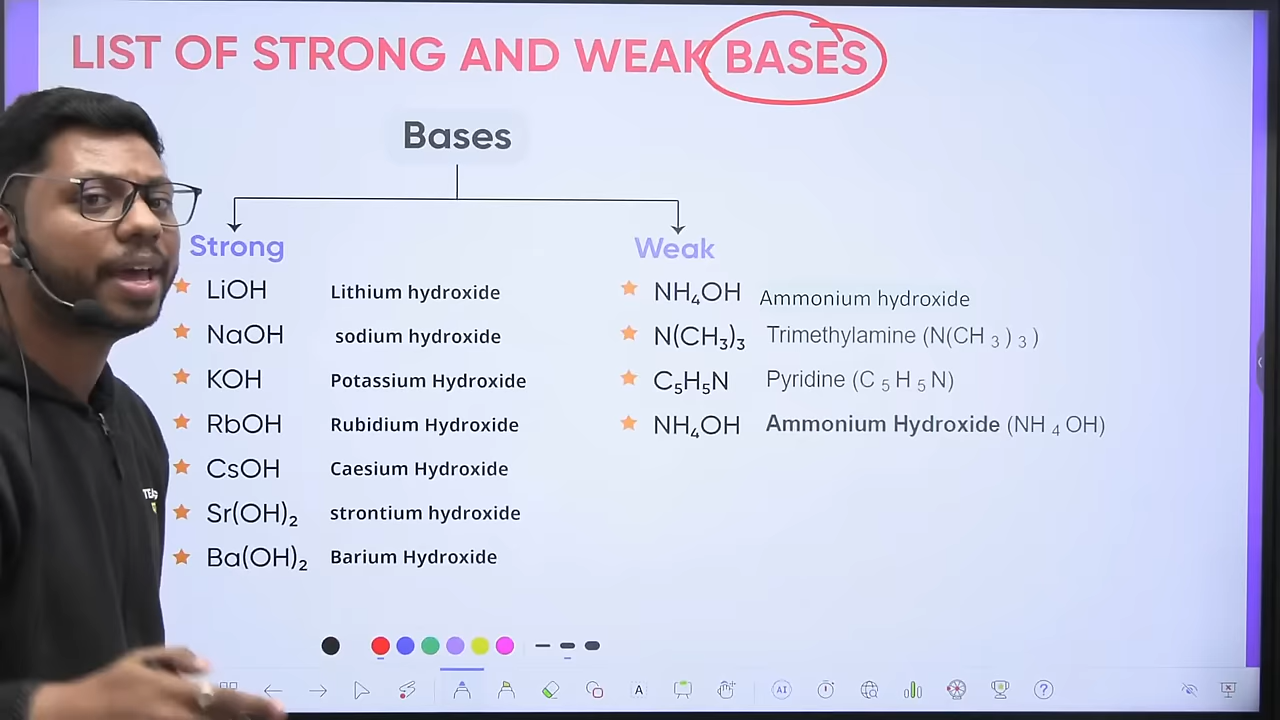 LIST OF STRONG AND WEAK BASES
Bases
Strong
Weak
LiOH Lithium hydroxide
NaOH sodium hydroxide
KOH Potassium Hydroxide
RbOH Rubidium Hydroxide
CsOH Caesium Hydroxide
Sr(OH)₂ strontium hydroxide
Ba(OH)₂ Barium Hydroxide
NH₄OH Ammonium hydroxide
N(CH₃)₃ Trimethylamine (N(CH ₃ ) ₃ )
C₅H₅N Pyridine (C ₅ H ₅ N)
NH₄OH Ammonium Hydroxide (NH ₄ OH)
A
AI
?